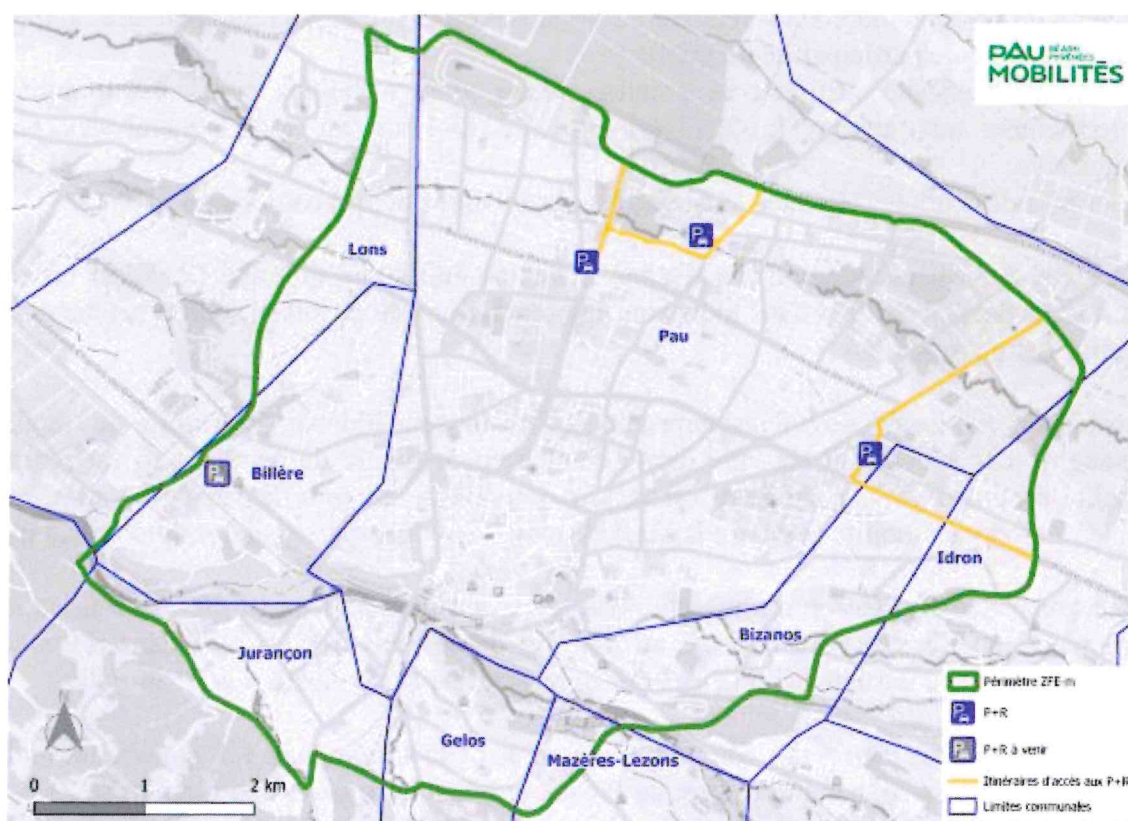 PAU BÉARN
PYRÉNÉES
MOBILITÉS
Lons
Pau
Billère
Idron
Bizanos
Jurançon
Gelos
Mazères-Lezons
0 1 2 km
Périmètre ZFE-m
P+R
P+R à venir
Itinéraires d'accès aux P+R
Limites communales